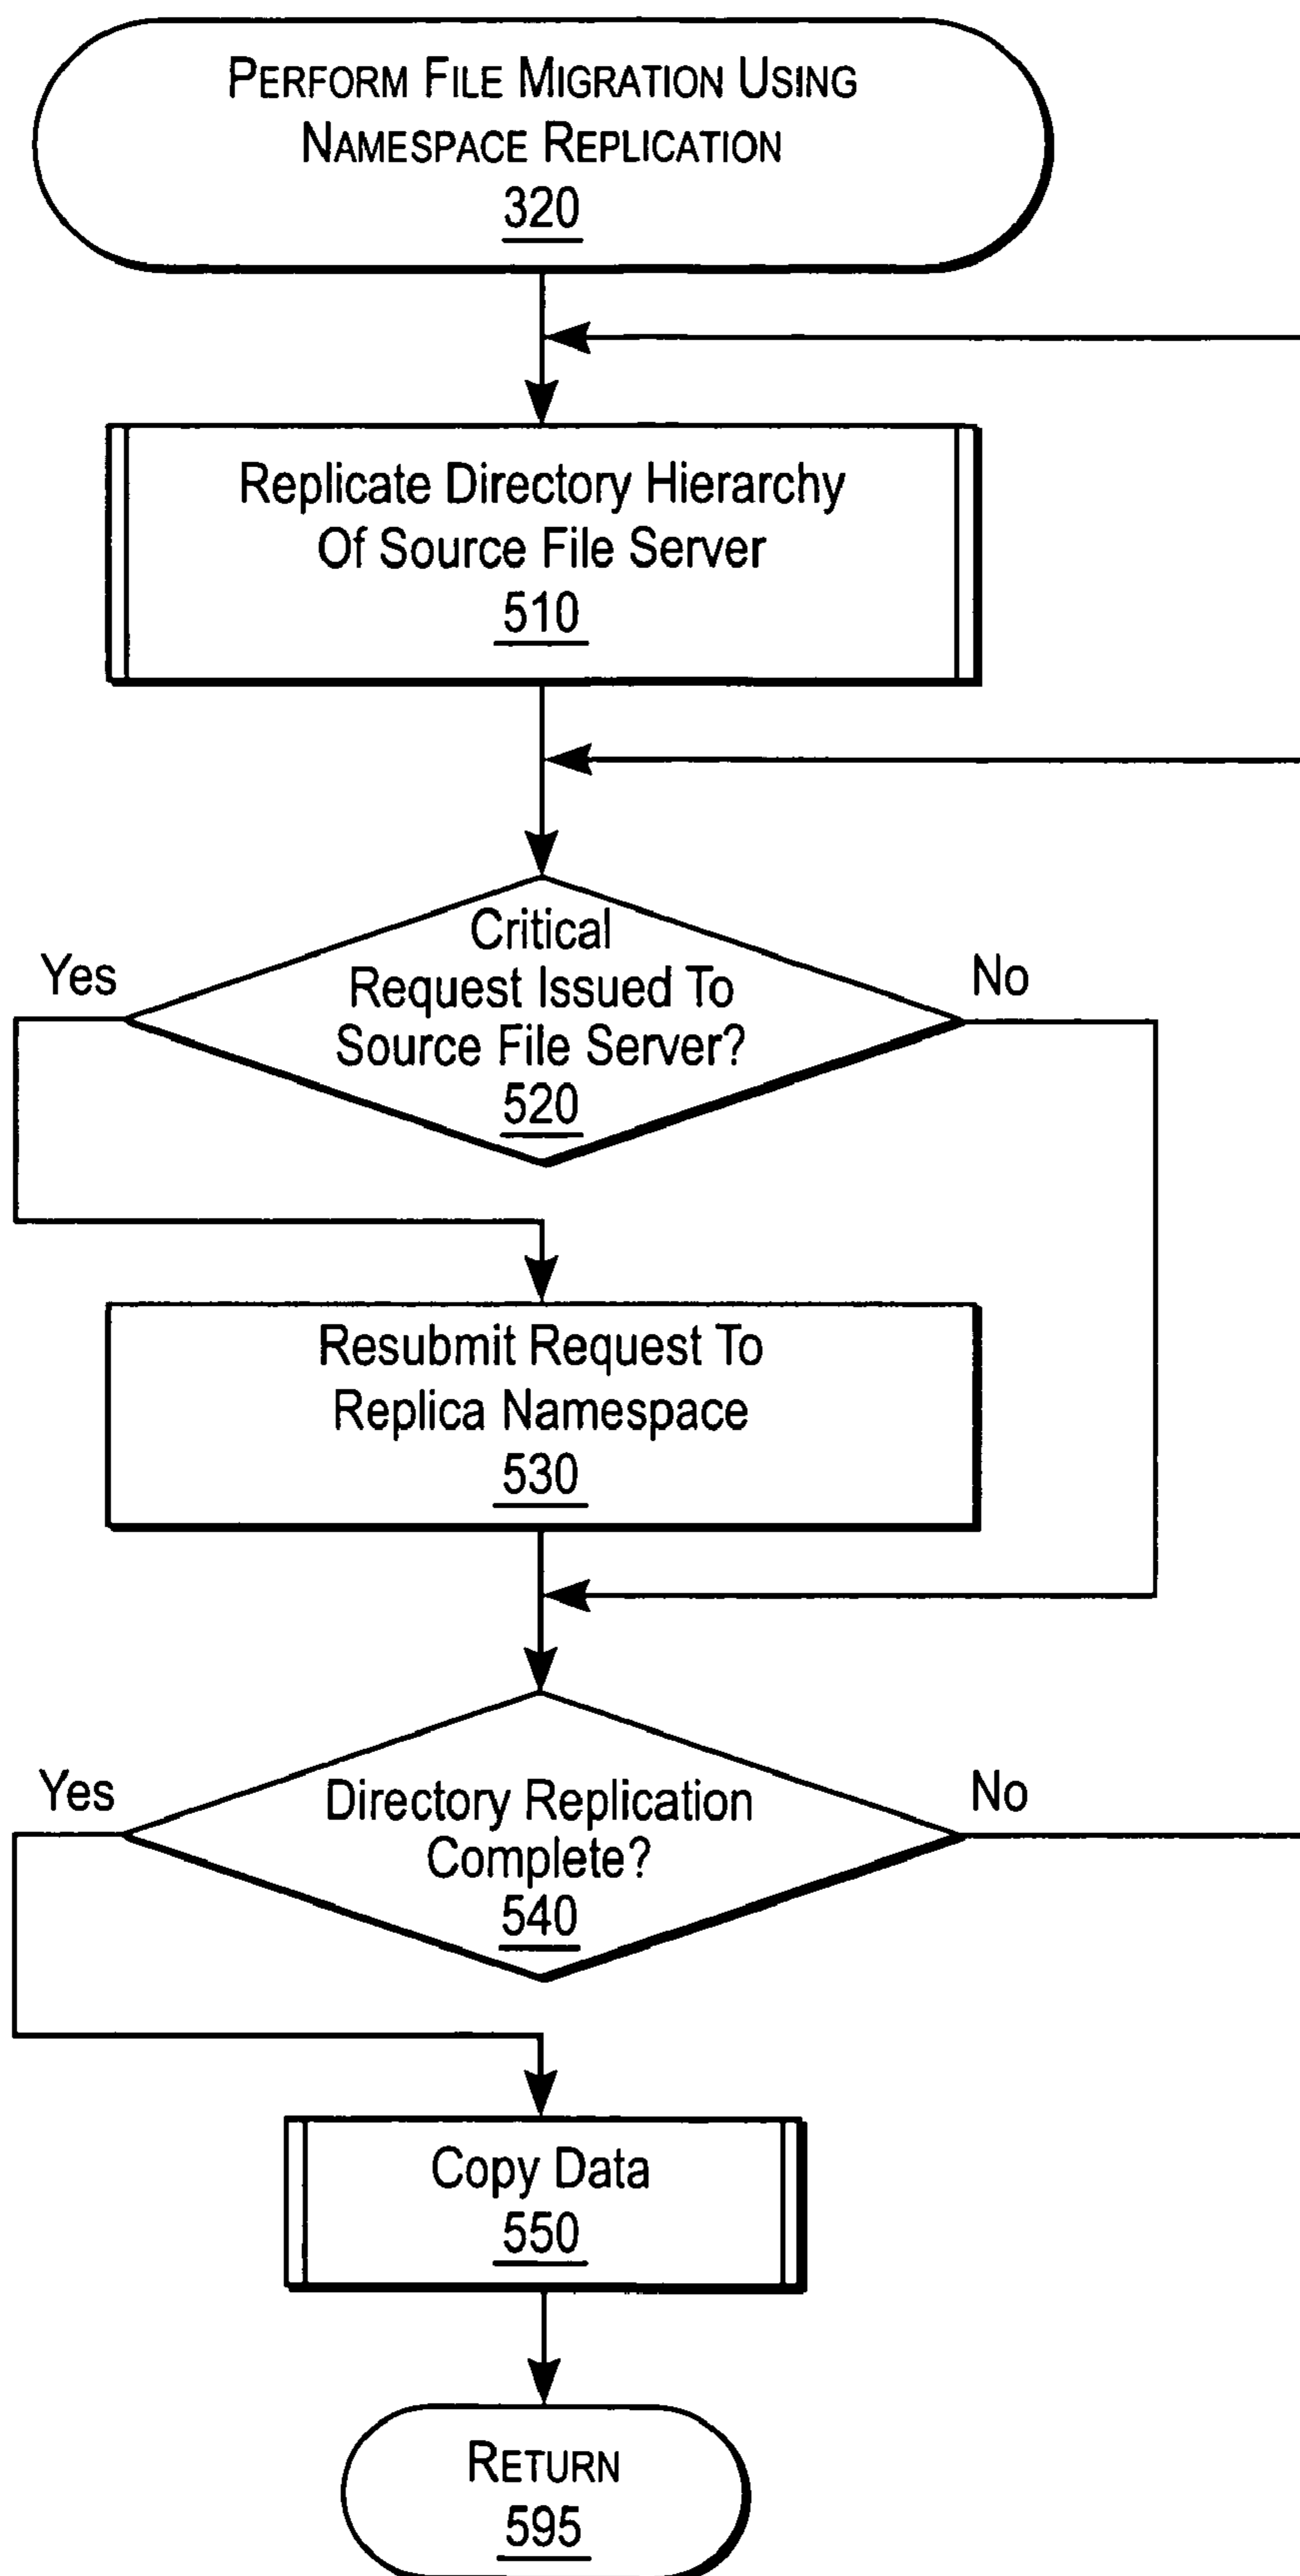 PERFORM FILE MIGRATION USING
NAMESPACE REPLICATION
320
Replicate Directory Hierarchy
Of Source File Server
510
Critical
Request Issued To
Source File Server?
520
Yes
No
Resubmit Request To
Replica Namespace
530
Directory Replication
Complete?
540
Yes
No
Copy Data
550
RETURN
595